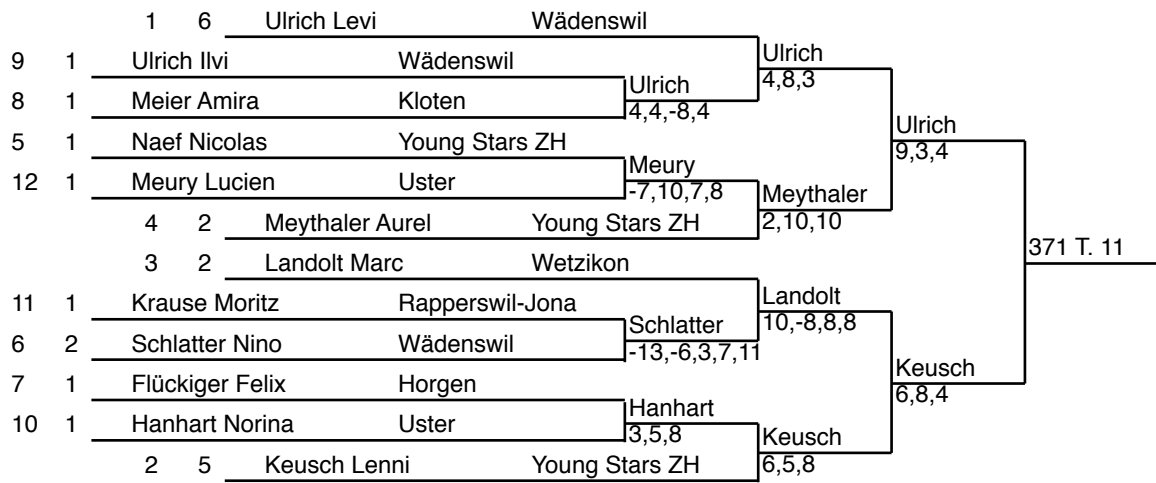 1 6 Ulrich Levi Wädenswil
Ulrich
4,8,3
9 1 Ulrich Ilvi Wädenswil
Ulrich
4,4,-8,4
8 1 Meier Amira Kloten
Ulrich
9,3,4
5 1 Naef Nicolas Young Stars ZH
Meury
-7,10,7,8
12 1 Meury Lucien Uster
Meythaler
2,10,10
4 2 Meythaler Aurel Young Stars ZH
371 T. 11
3 2 Landolt Marc Wetzikon
Landolt
10,-8,8,8
11 1 Krause Moritz Rapperswil-Jona
Schlatter
-13,-6,3,7,11
6 2 Schlatter Nino Wädenswil
Keusch
6,8,4
7 1 Flückiger Felix Horgen
Hanhart
3,5,8
10 1 Hanhart Norina Uster
Keusch
6,5,8
2 5 Keusch Lenni Young Stars ZH